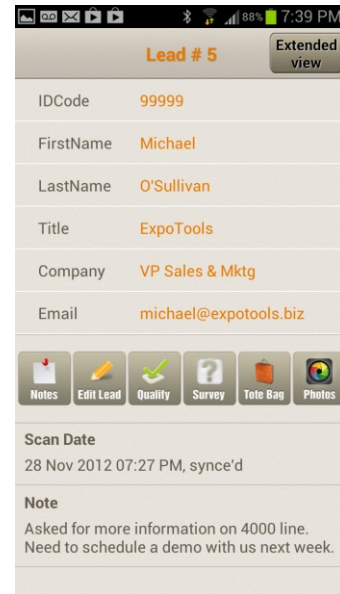 88% 7:39 PM
Lead # 5
Extended view
IDCode 99999
FirstName Michael
LastName O'Sullivan
Title ExpoTools
Company VP Sales & Mktg
Email michael@expotools.biz
Notes Edit Lead Qualify Survey Tote Bag Photos
Scan Date
28 Nov 2012 07:27 PM, synce'd
Note
Asked for more information on 4000 line.
Need to schedule a demo with us next week.